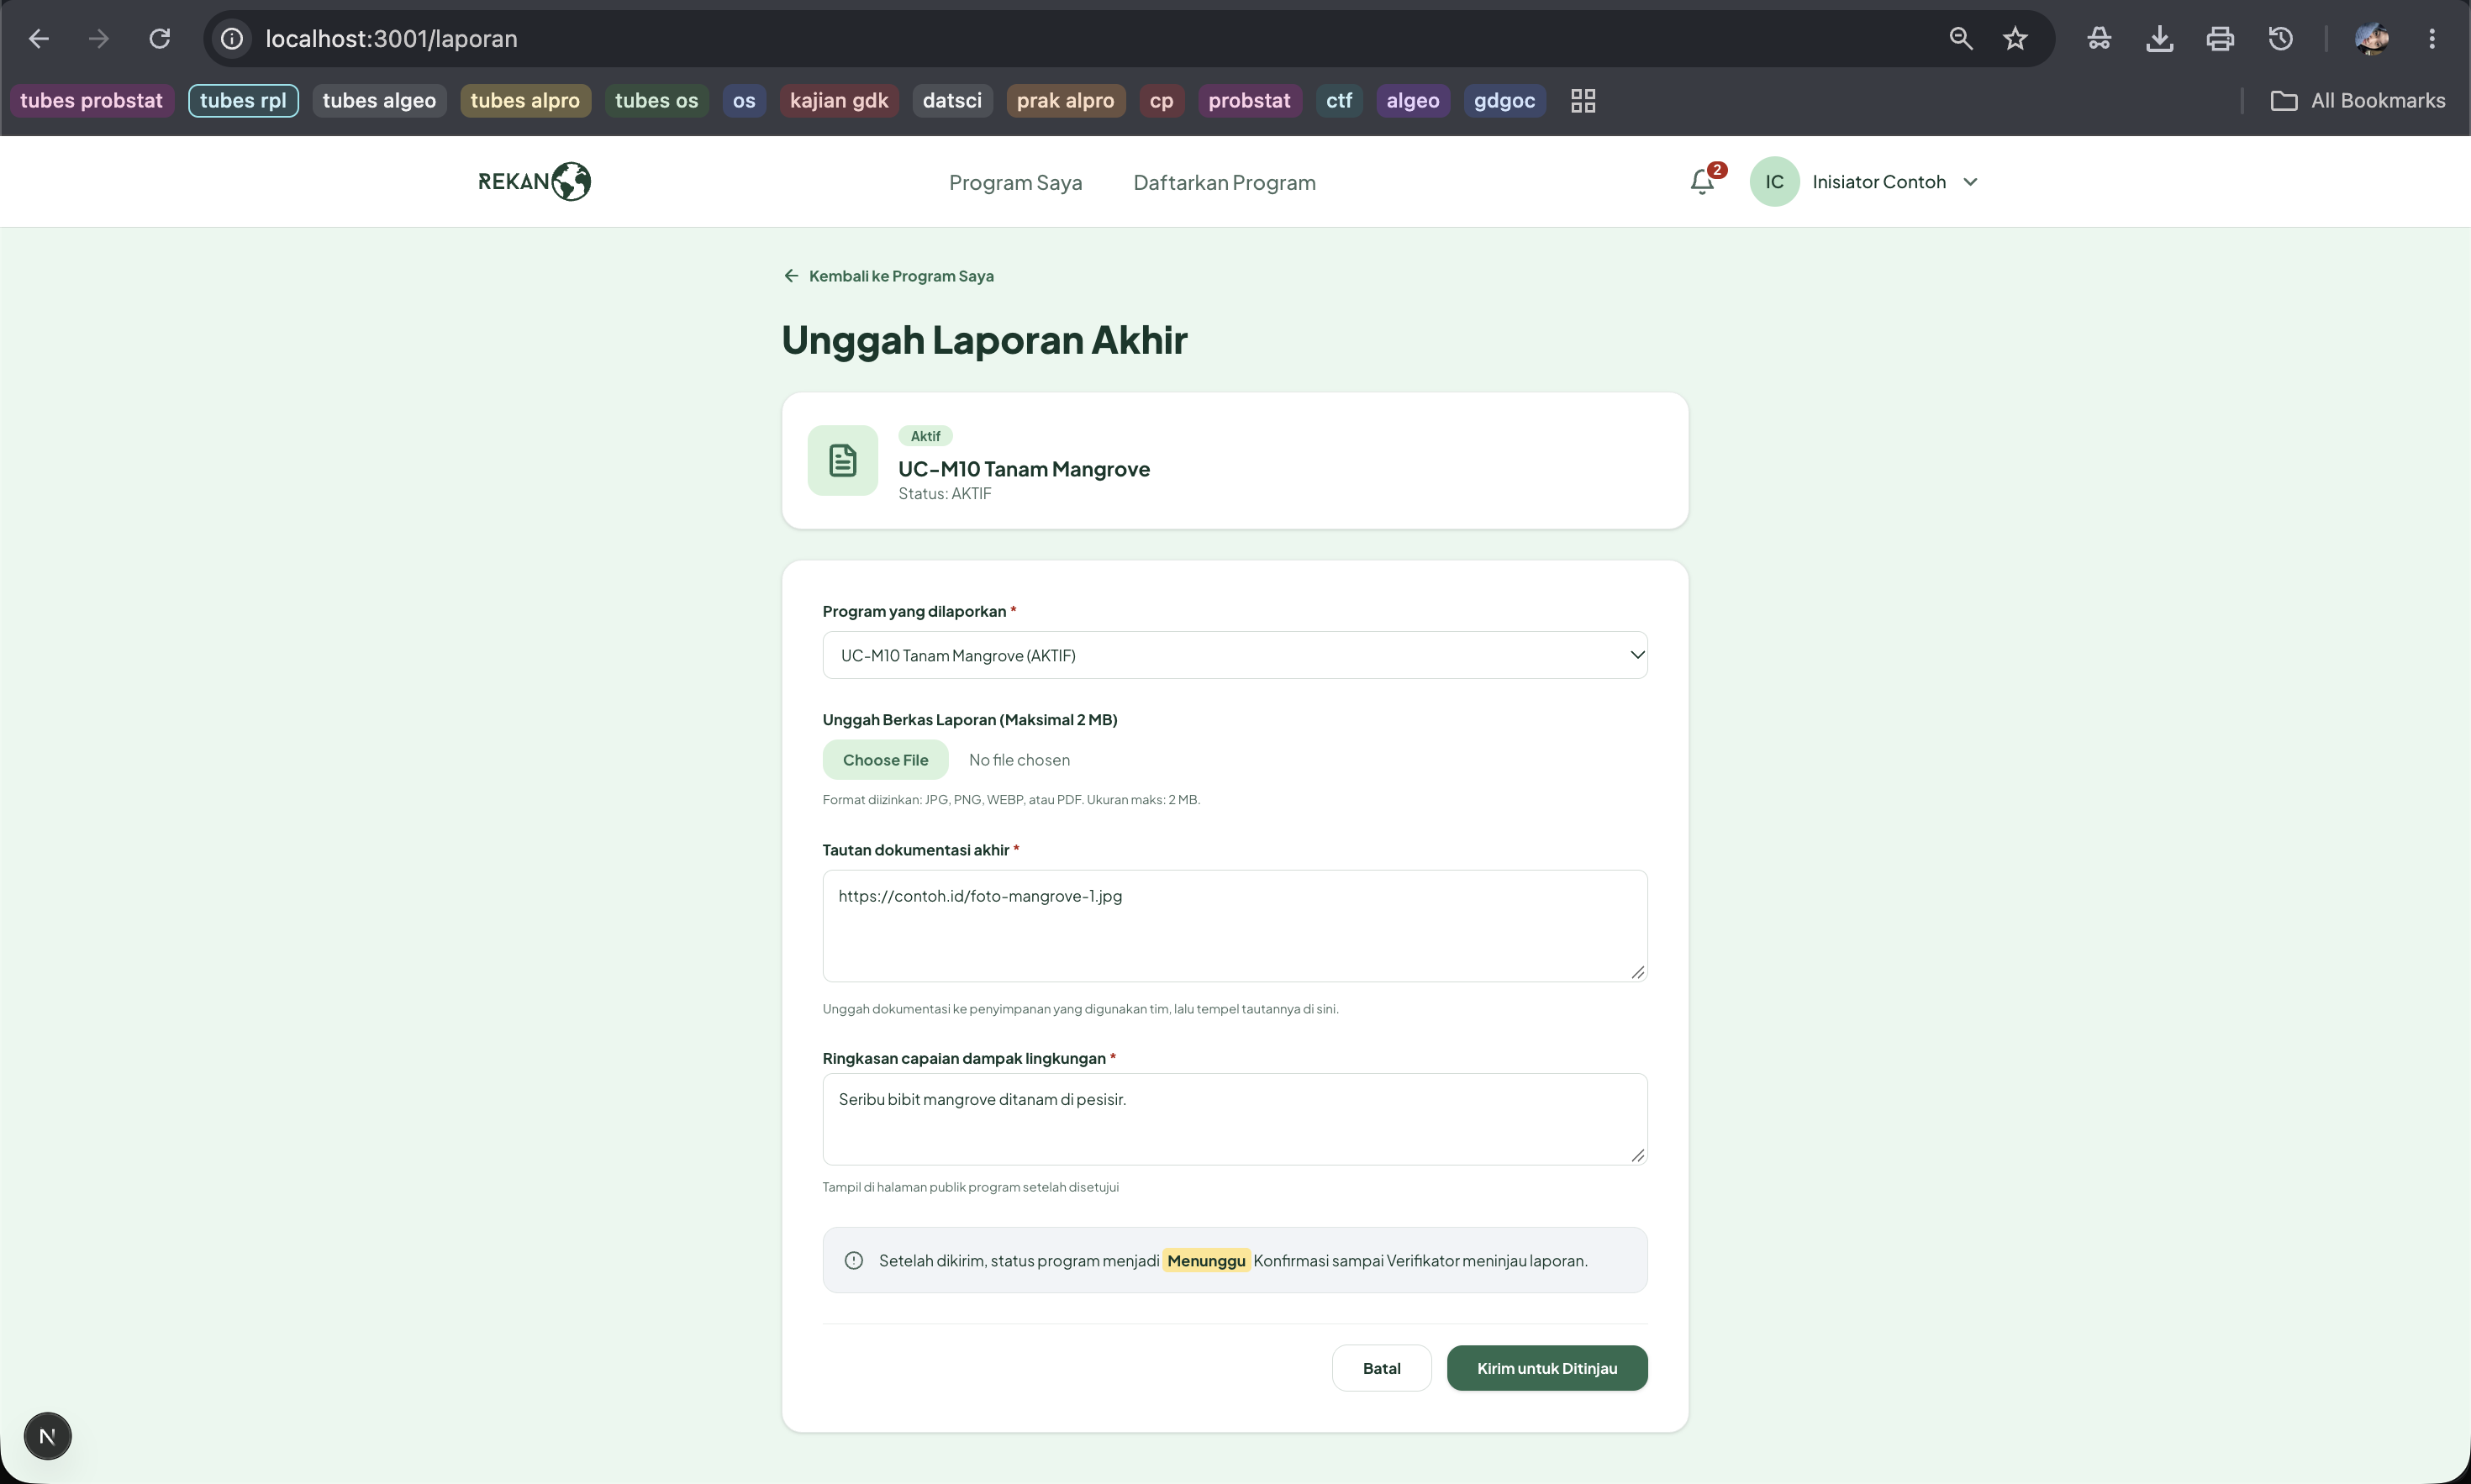 localhost:3001/laporan
tubes probstat
tubes rpl
tubes algeo
tubes alpro
tubes os
os
kajian gdk
datsci
prak alpro
cp
probstat
ctf
algeo
gdgoc
All Bookmarks
REKAN
Program Saya
Daftarkan Program
2
IC
Inisiator Contoh
Kembali ke Program Saya
Unggah Laporan Akhir
Aktif
UC-M10 Tanam Mangrove
Status: AKTIF
Program yang dilaporkan *
UC-M10 Tanam Mangrove (AKTIF)
Unggah Berkas Laporan (Maksimal 2 MB)
Choose File
No file chosen
Format diizinkan: JPG, PNG, WEBP, atau PDF. Ukuran maks: 2 MB.
Tautan dokumentasi akhir *
https://contoh.id/foto-mangrove-1.jpg
Unggah dokumentasi ke penyimpanan yang digunakan tim, lalu tempel tautannya di sini.
Ringkasan capaian dampak lingkungan *
Seribu bibit mangrove ditanam di pesisir.
Tampil di halaman publik program setelah disetujui
Setelah dikirim, status program menjadi Menunggu Konfirmasi sampai Verifikator meninjau laporan.
Batal
Kirim untuk Ditinjau
N